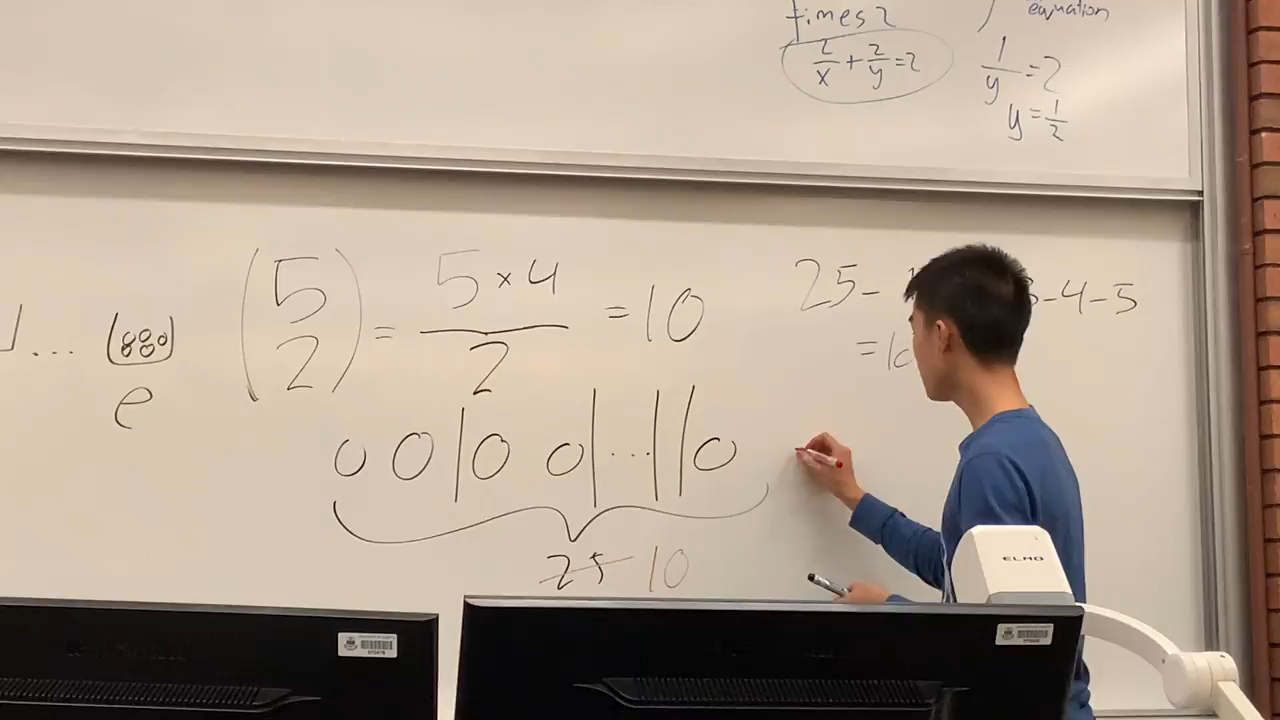 times 2
2/x + 2/y = 2
equation
1/y = 2
y = 1/2
...
e
(5 2) = 5 × 4 / 2 = 10
25 - - 4 - 5
= 10
0 0 | 0 0 | ... | | 0
25 10
ELMO